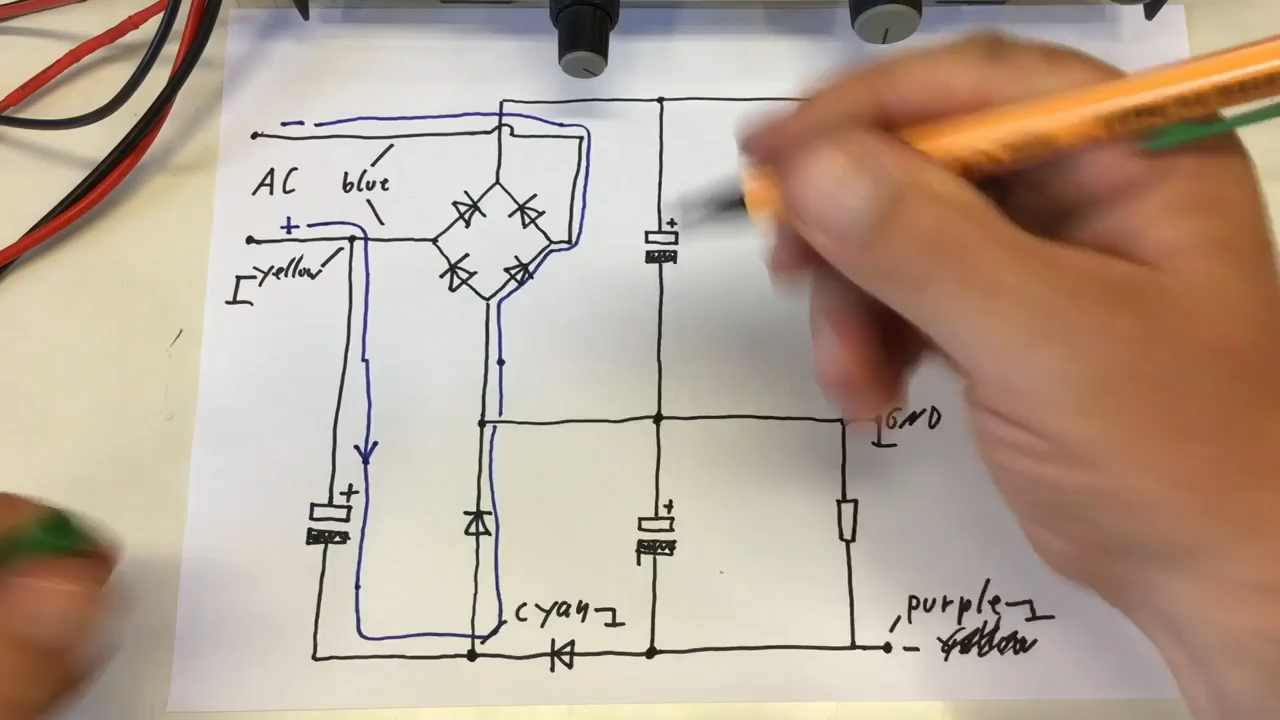 −
AC
blue
+
yellow
+
+
GND
+
cyan
purple
−